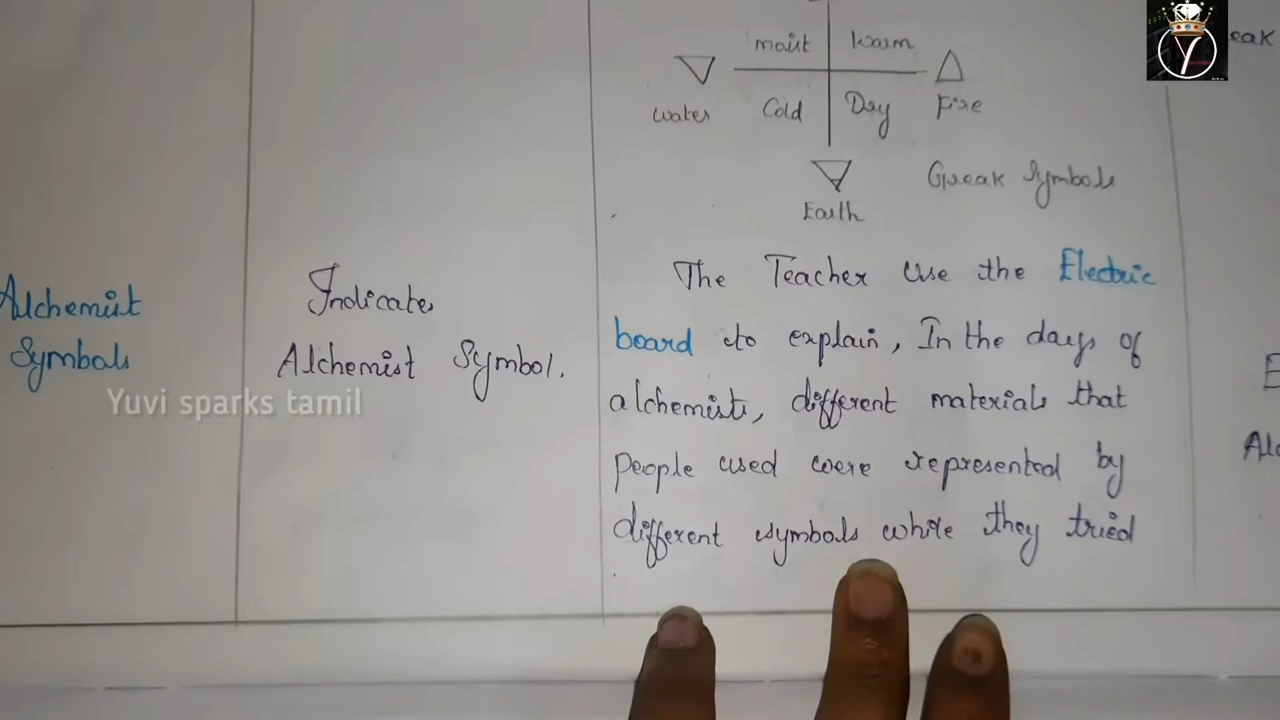 moist warm
water Cold Dry Fire
Earth
Greak Symbols
eak
Alchemist
Symbols
Indicates
Alchemist Symbol.
The Teacher use the Electric
board to explain, In the days of
alchemists, different materials that
people used were represented by
different symbols while they tried
Yuvi sparks tamil
Y